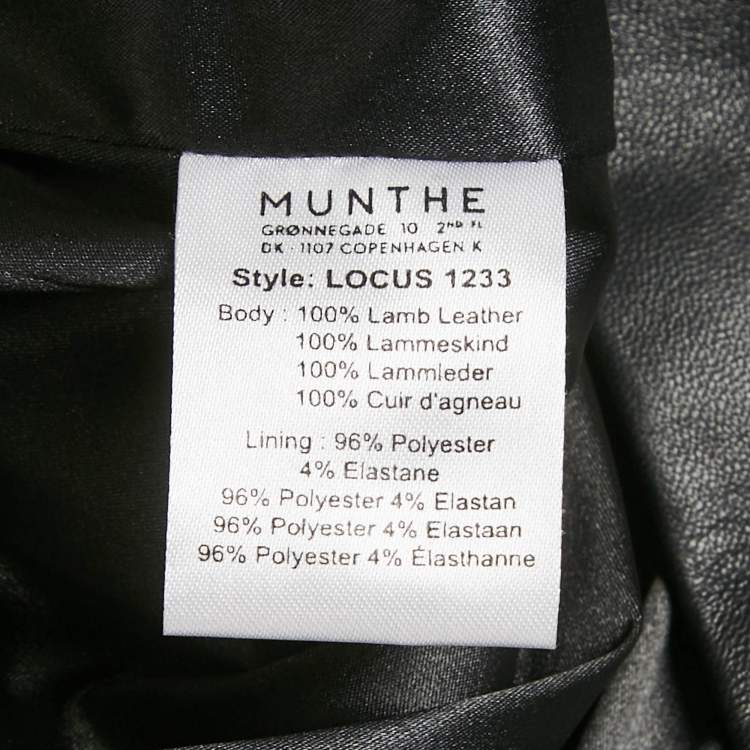 MUNTHE
GRØNNEGADE 10 2ND FL
DK - 1107 COPENHAGEN K
Style: LOCUS 1233
Body : 100% Lamb Leather
100% Lammeskind
100% Lammleder
100% Cuir d'agneau
Lining : 96% Polyester
4% Elastane
96% Polyester 4% Elastan
96% Polyester 4% Elastaan
96% Polyester 4% Élasthanne